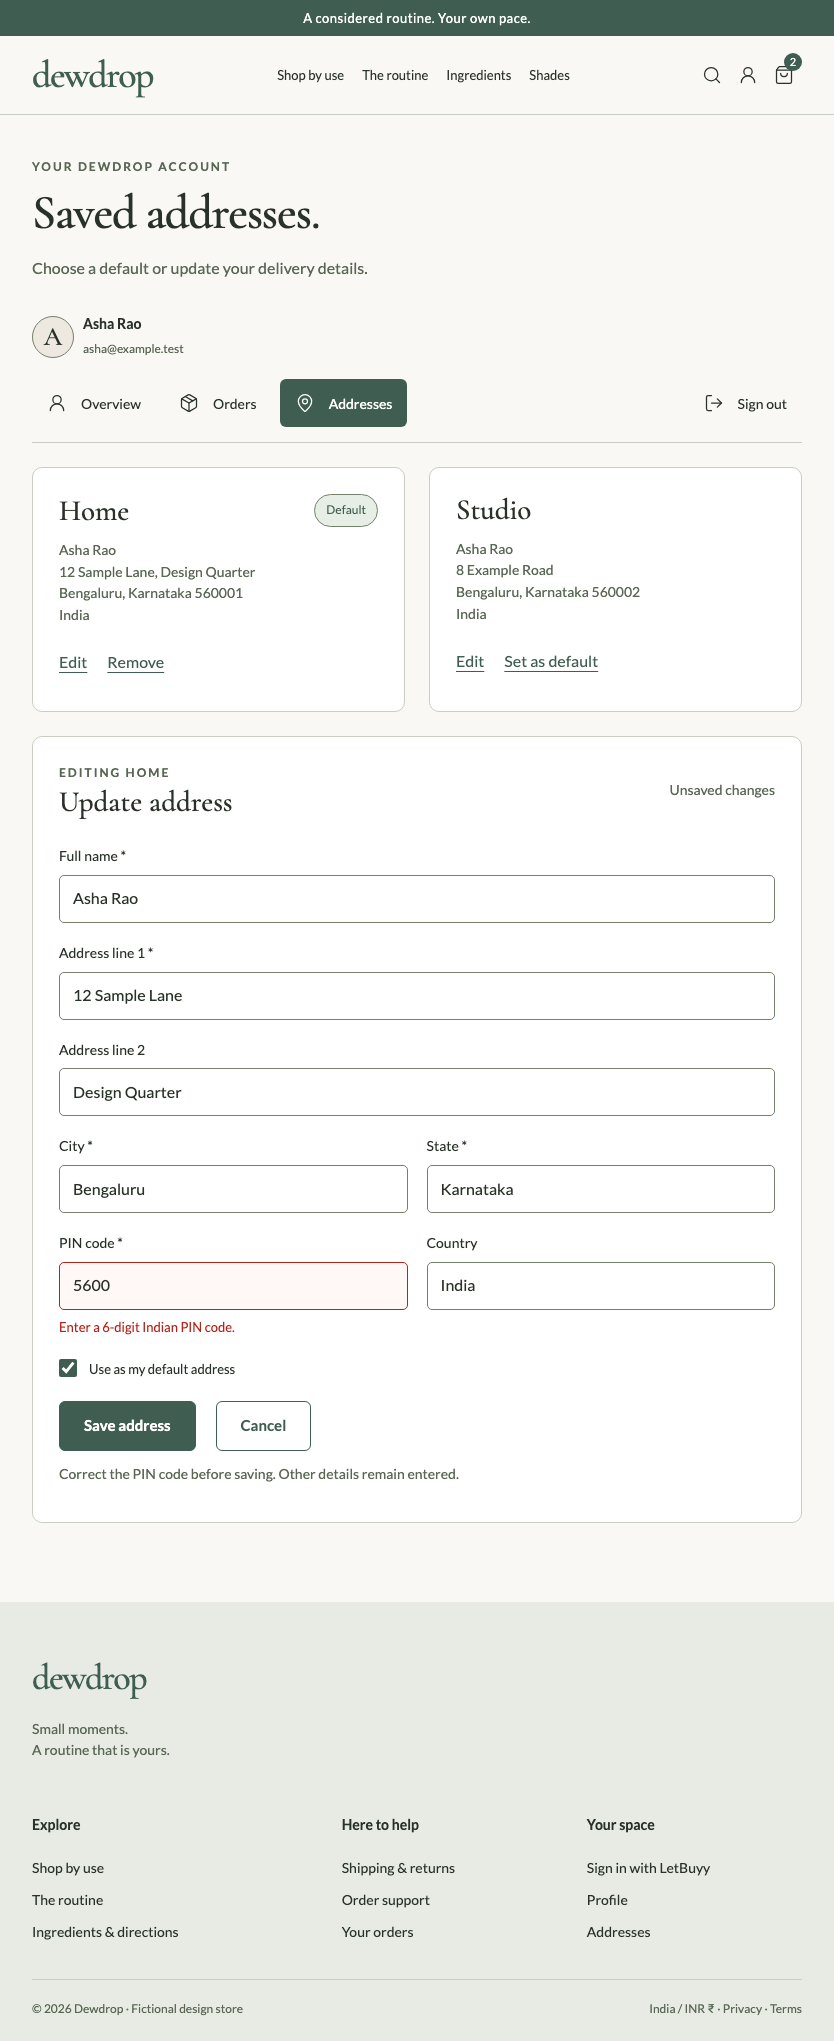 A considered routine. Your own pace.
dewdrop
Shop by use
The routine
Ingredients
Shades
2
YOUR DEWDROP ACCOUNT
Saved addresses.
Choose a default or update your delivery details.
A
Asha Rao
asha@example.test
Overview
Orders
Addresses
Sign out
Home
Default
Asha Rao
12 Sample Lane, Design Quarter
Bengaluru, Karnataka 560001
India
Edit
Remove
Studio
Asha Rao
8 Example Road
Bengaluru, Karnataka 560002
India
Edit
Set as default
EDITING HOME
Update address
Unsaved changes
Full name *
Asha Rao
Address line 1 *
12 Sample Lane
Address line 2
Design Quarter
City *
Bengaluru
State *
Karnataka
PIN code *
5600
Enter a 6-digit Indian PIN code.
Country
India
Use as my default address
Save address
Cancel
Correct the PIN code before saving. Other details remain entered.
dewdrop
Small moments.
A routine that is yours.
Explore
Shop by use
The routine
Ingredients & directions
Here to help
Shipping & returns
Order support
Your orders
Your space
Sign in with LetBuyy
Profile
Addresses
© 2026 Dewdrop · Fictional design store
India / INR ₹ · Privacy · Terms